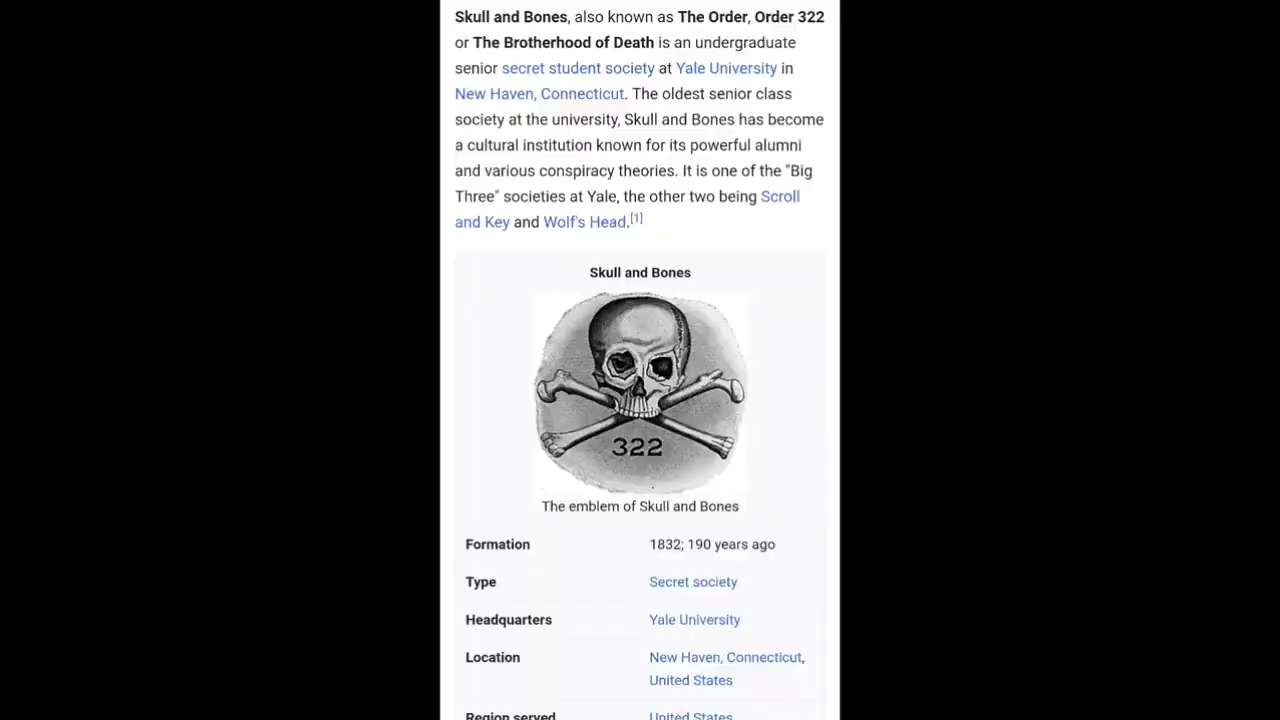 Skull and Bones, also known as The Order, Order 322
or The Brotherhood of Death is an undergraduate
senior secret student society at Yale University in
New Haven, Connecticut. The oldest senior class
society at the university, Skull and Bones has become
a cultural institution known for its powerful alumni
and various conspiracy theories. It is one of the "Big
Three" societies at Yale, the other two being Scroll
and Key and Wolf's Head.[1]
Skull and Bones
322
The emblem of Skull and Bones
Formation 1832; 190 years ago
Type Secret society
Headquarters Yale University
Location New Haven, Connecticut,
United States
Region served United States